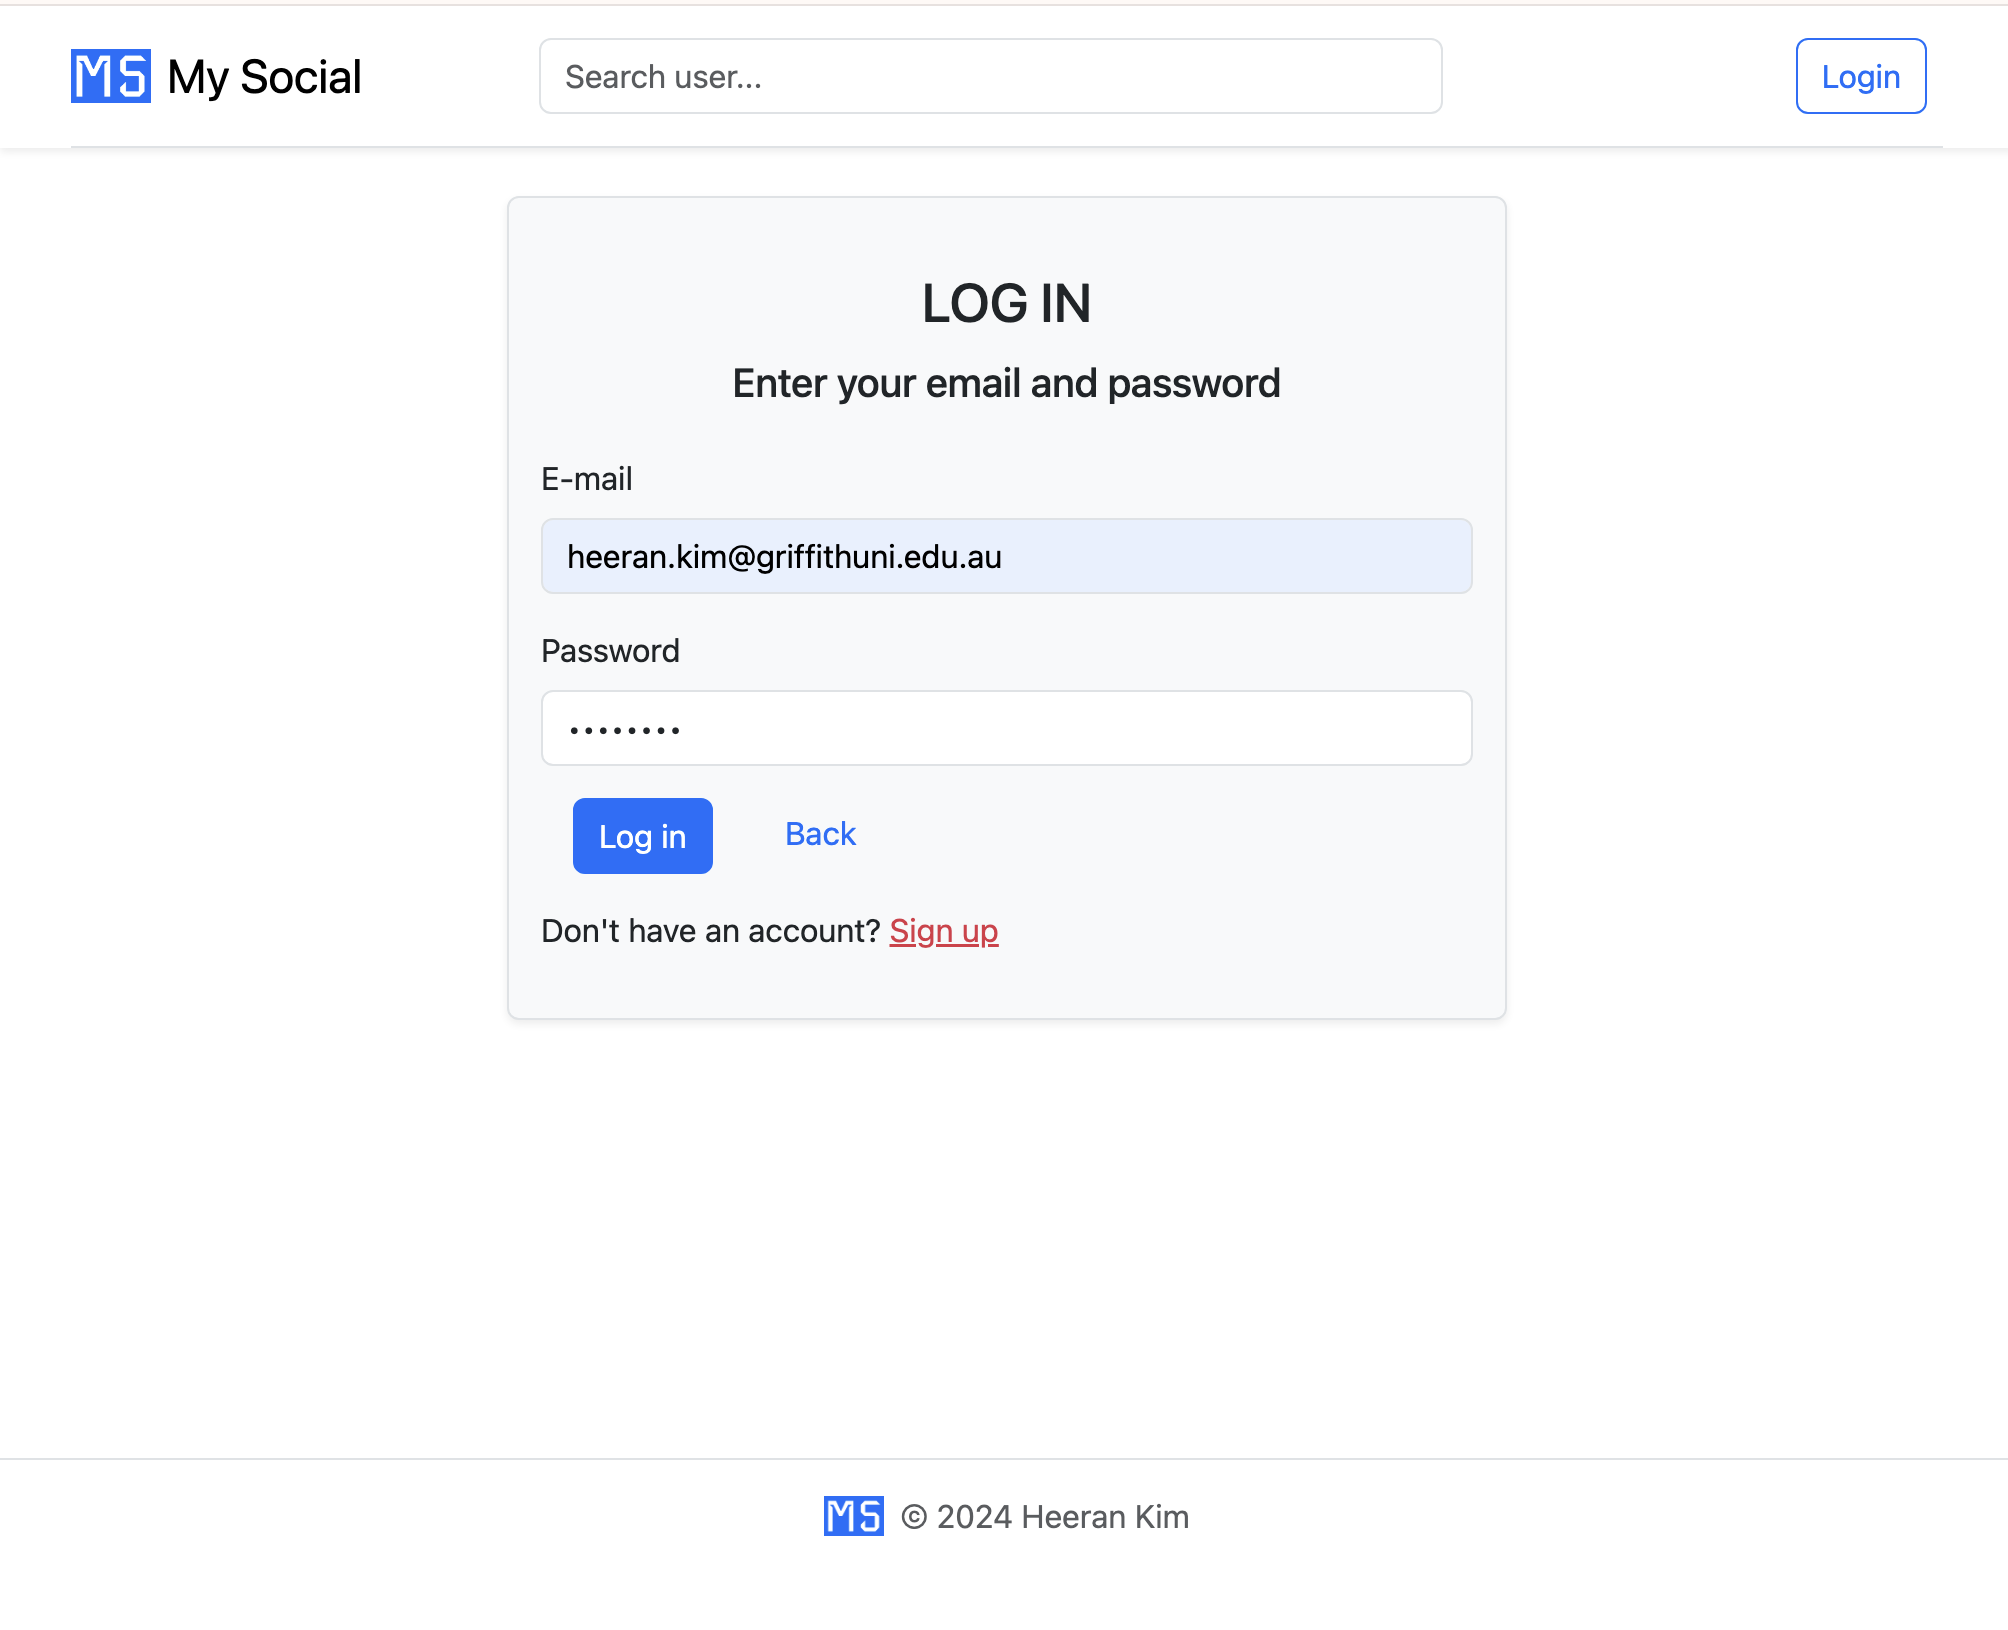 MS My Social
Search user...
Login
LOG IN
Enter your email and password
E-mail
heeran.kim@griffithuni.edu.au
Password
••••••••
Log in
Back
Don't have an account? Sign up
MS © 2024 Heeran Kim